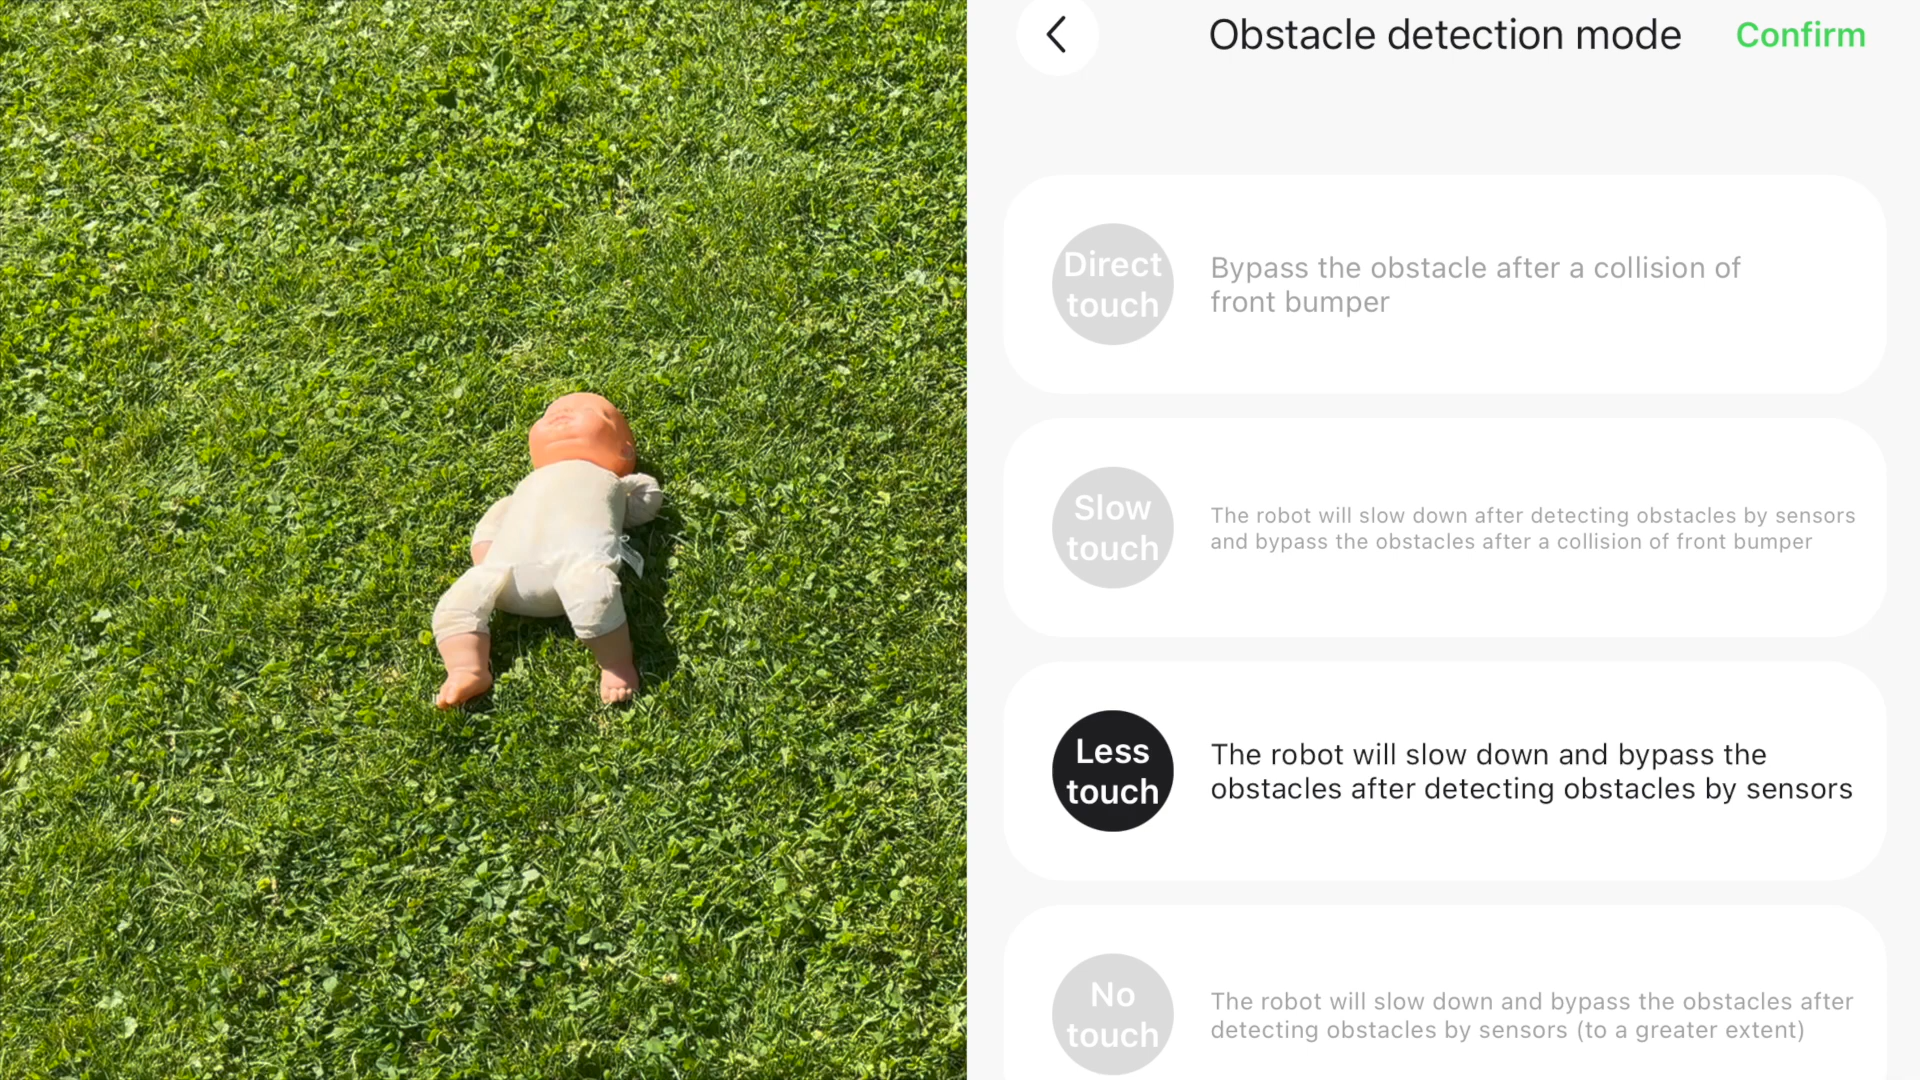 Obstacle detection mode
Confirm
Direct
touch
Bypass the obstacle after a collision of
front bumper
Slow
touch
The robot will slow down after detecting obstacles by sensors
and bypass the obstacles after a collision of front bumper
Less
touch
The robot will slow down and bypass the
obstacles after detecting obstacles by sensors
No
touch
The robot will slow down and bypass the obstacles after
detecting obstacles by sensors (to a greater extent)